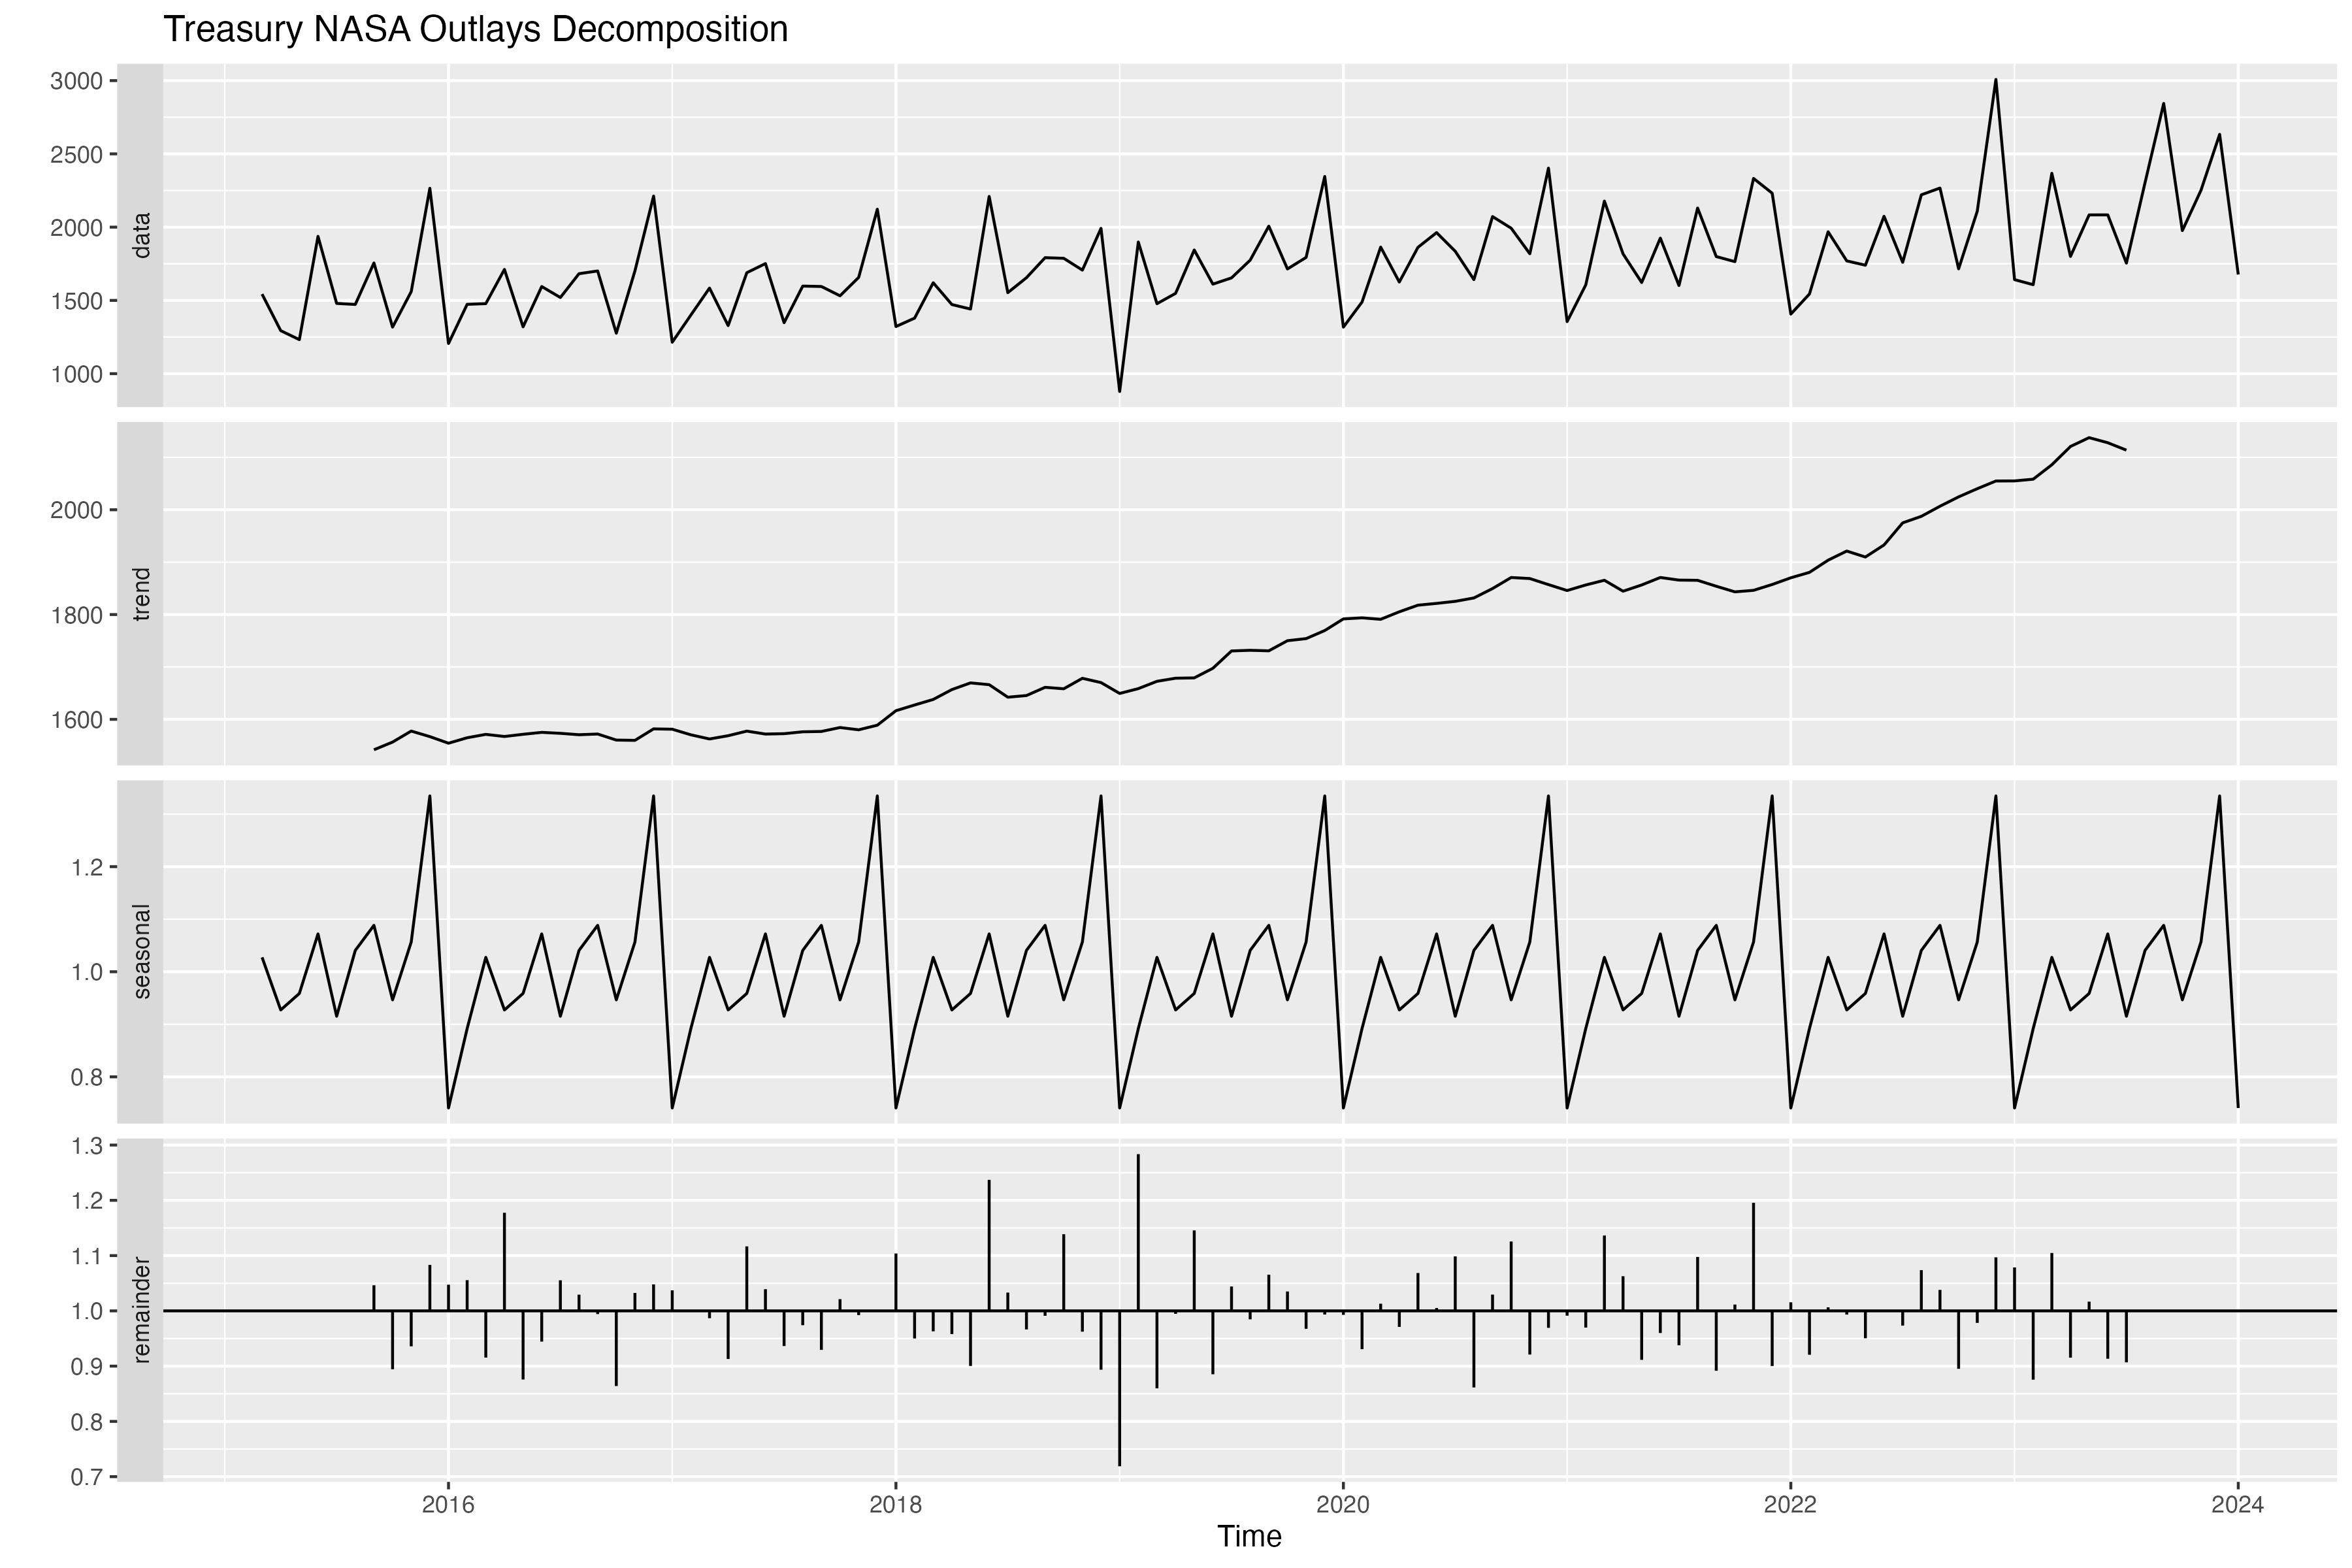 Treasury NASA Outlays Decomposition
3000
2500
2000
1500
1000
data
2000
1800
1600
trend
1.2
1.0
0.8
seasonal
1.3
1.2
1.1
1.0
0.9
0.8
0.7
remainder
2016 2018 2020 2022 2024
Time